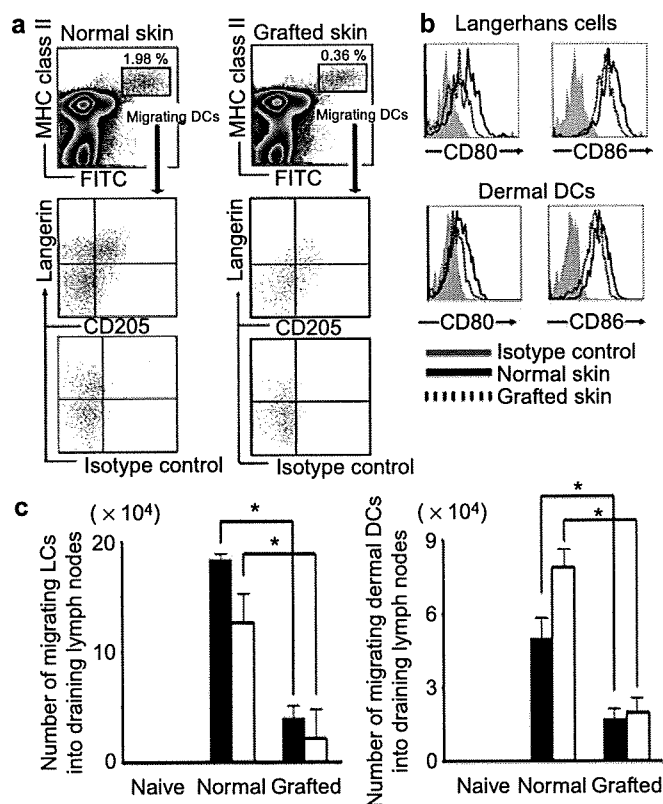 a
Normal skin
Grafted skin
MHC class II
1.98 %
Migrating DCs
FITC
MHC class II
0.36 %
Migrating DCs
FITC
Langerin
CD205
Isotype control
Langerin
CD205
Isotype control
b
Langerhans cells
CD80
CD86
Dermal DCs
CD80
CD86
Isotype control
Normal skin
Grafted skin
c
Number of migrating LCs
into draining lymph nodes
(× 10⁴)
20
10
0
*
*
Naive Normal Grafted
Number of migrating dermal DCs
into draining lymph nodes
(× 10⁴)
9
6
3
0
*
*
Naive Normal Grafted